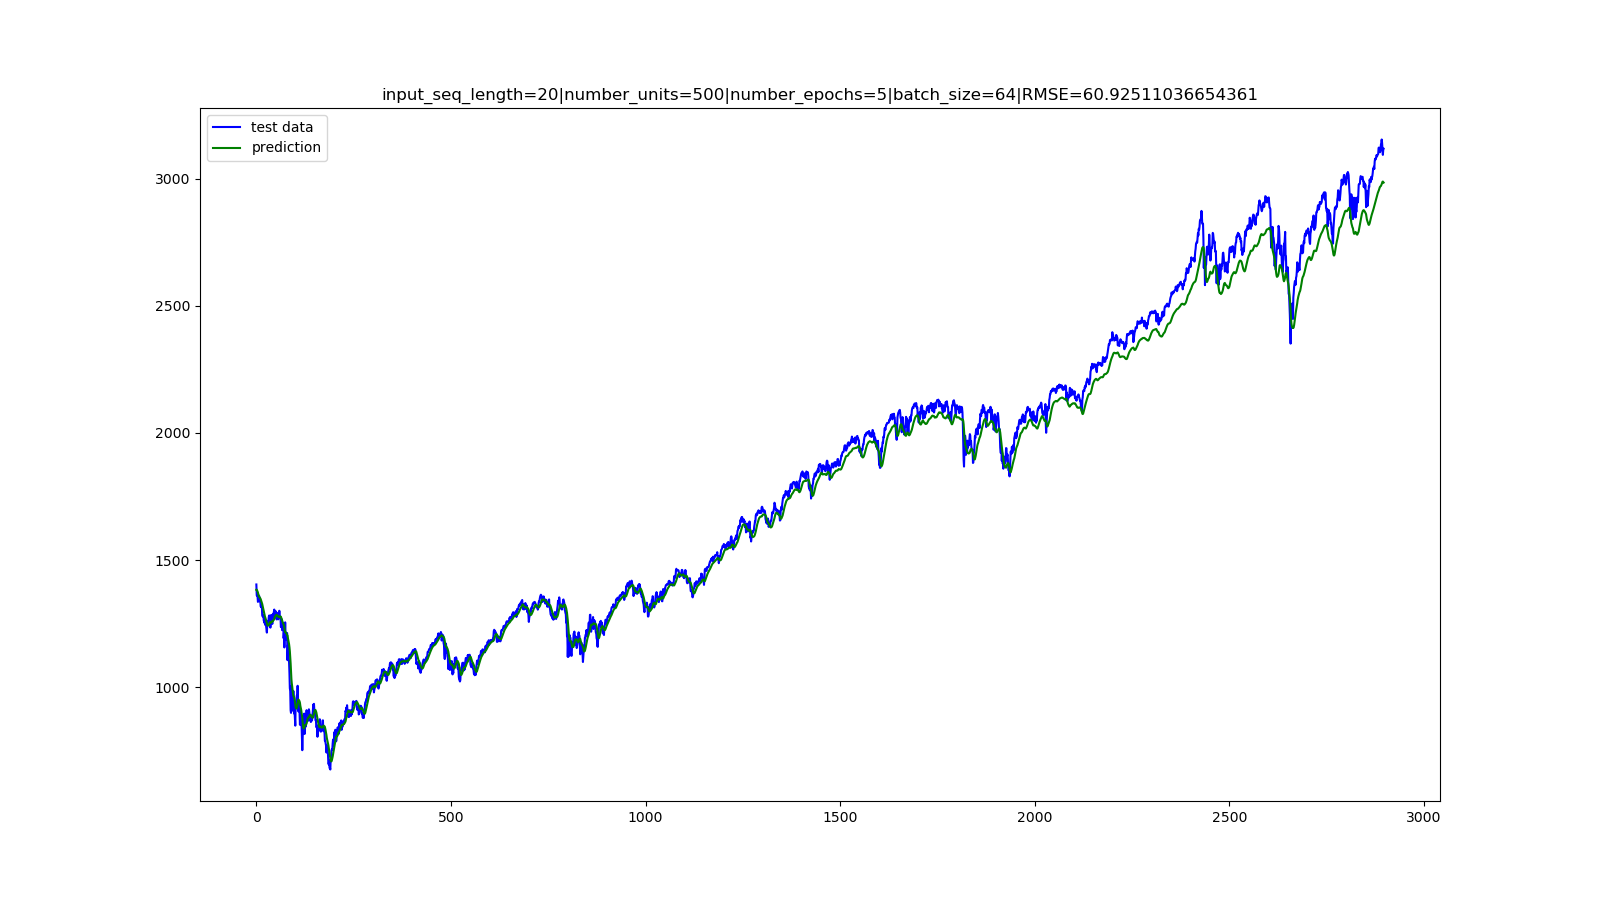 input_seq_length=20|number_units=500|number_epochs=5|batch_size=64|RMSE=60.92511036654361
test data
prediction
3000
2500
2000
1500
1000
0 500 1000 1500 2000 2500 3000